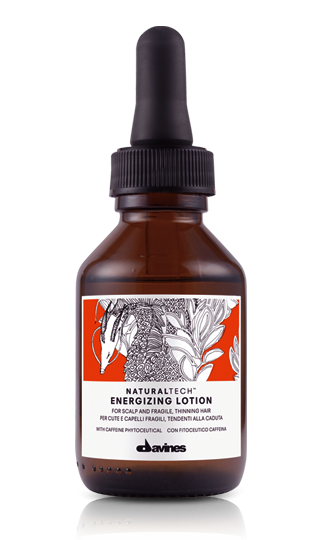 NATURALTECH™
ENERGIZING LOTION
FOR SCALP AND FRAGILE, THINNING HAIR
PER CUTE E CAPELLI FRAGILI, TENDENTI ALLA CADUTA
WITH CAFFEINE PHYTOCEUTICAL CON FITOCEUTICO CAFFEINA
davines